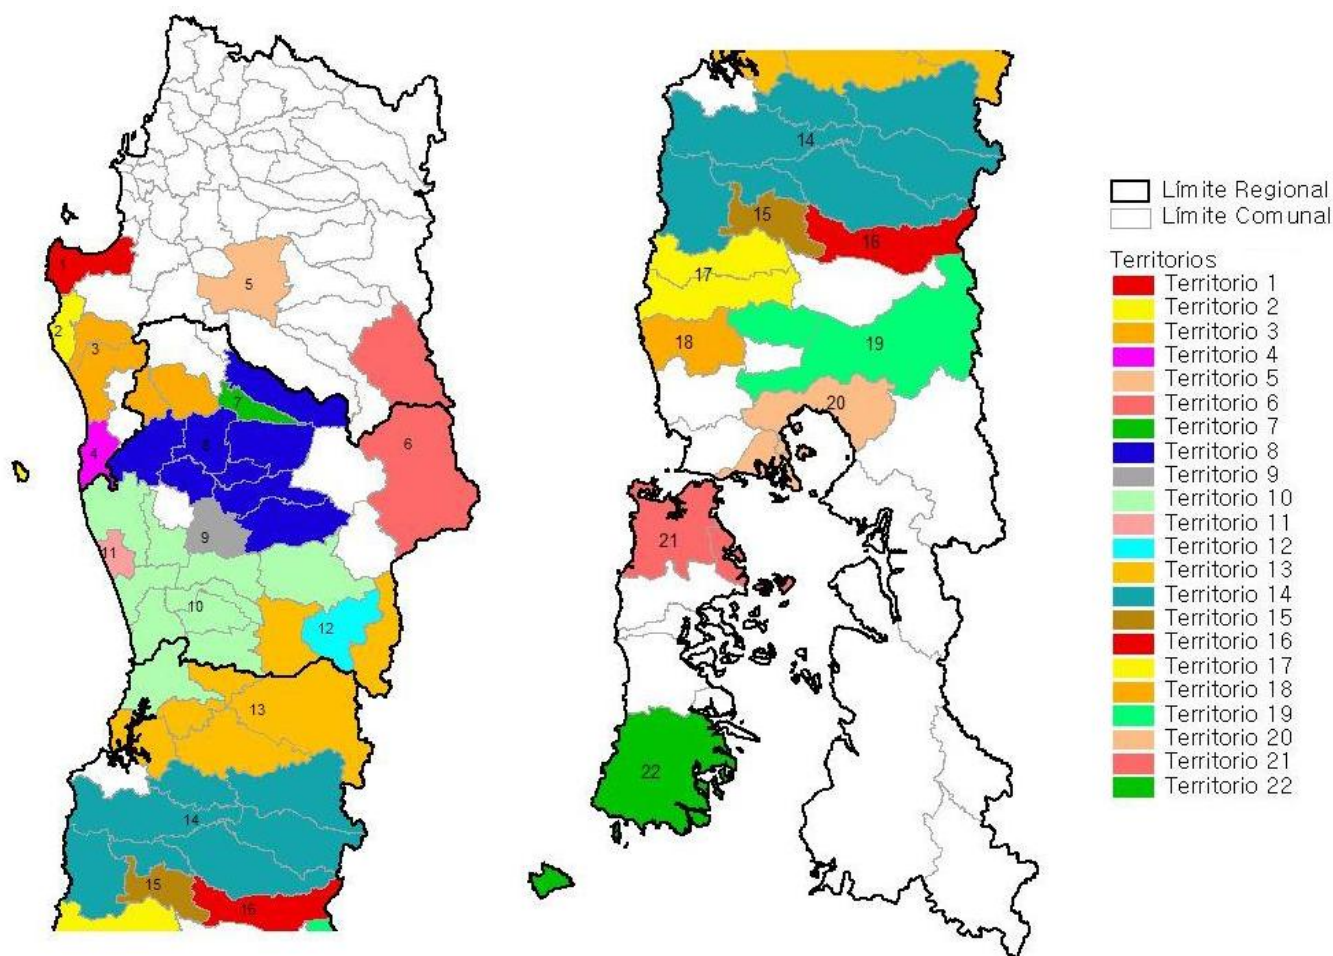 1
2
3
4
5
6
7
8
9
10
11
12
13
14
15
16
14
15
16
17
18
19
20
21
22
Límite Regional
Límite Comunal
Territorios
Territorio 1
Territorio 2
Territorio 3
Territorio 4
Territorio 5
Territorio 6
Territorio 7
Territorio 8
Territorio 9
Territorio 10
Territorio 11
Territorio 12
Territorio 13
Territorio 14
Territorio 15
Territorio 16
Territorio 17
Territorio 18
Territorio 19
Territorio 20
Territorio 21
Territorio 22